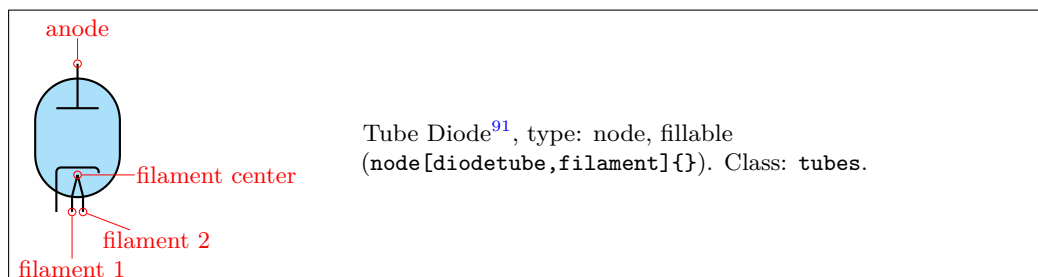 anode
Tube Diode91, type: node, fillable
(node[diodetube,filament]{}). Class: tubes.
filament center
filament 2
filament 1